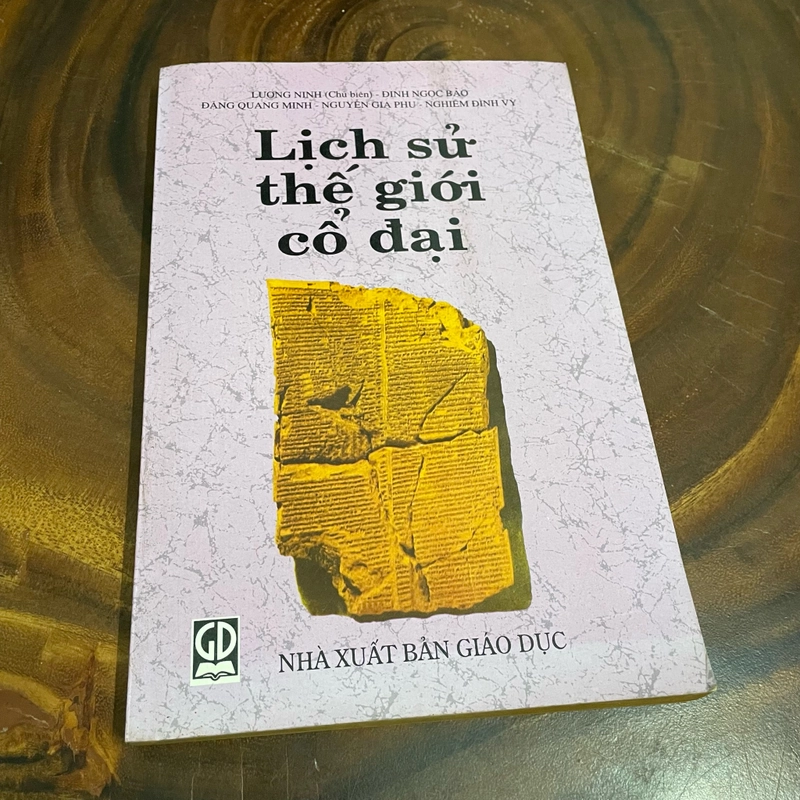 LƯƠNG NINH (Chủ biên) - ĐINH NGỌC BẢO
ĐẶNG QUANG MINH - NGUYỄN GIA PHU - NGHIÊM ĐÌNH VỲ
Lịch sử
thế giới
cổ đại
GD
NHÀ XUẤT BẢN GIÁO DỤC